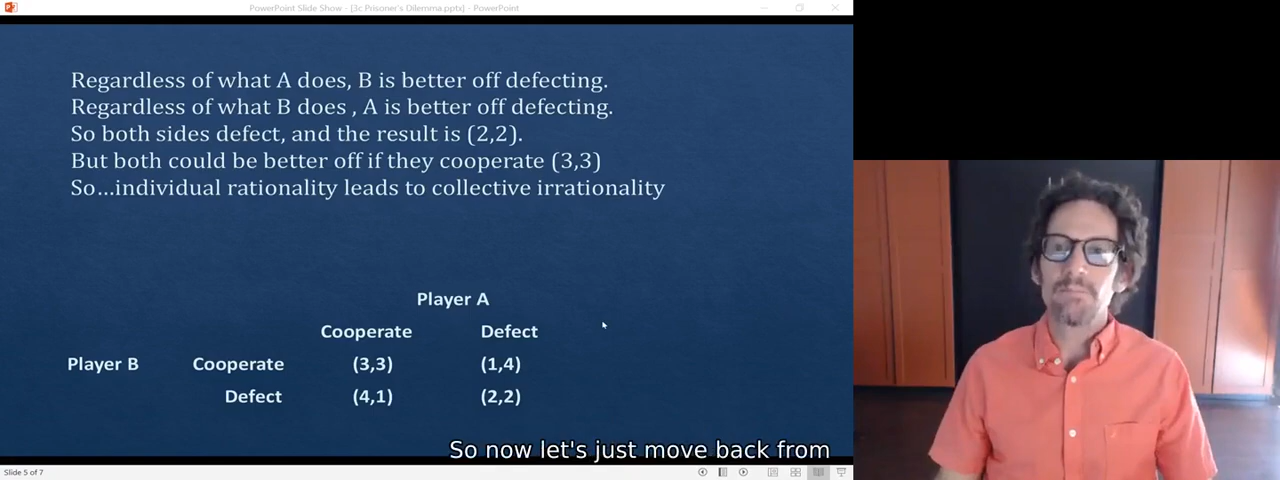 PowerPoint Slide Show - [3c Prisoner's Dilemma.pptx] - PowerPoint
Regardless of what A does, B is better off defecting.
Regardless of what B does , A is better off defecting.
So both sides defect, and the result is (2,2).
But both could be better off if they cooperate (3,3)
So…individual rationality leads to collective irrationality
Player A
Cooperate Defect
Player B Cooperate (3,3) (1,4)
Defect (4,1) (2,2)
So now let's just move back from
Slide 5 of 7